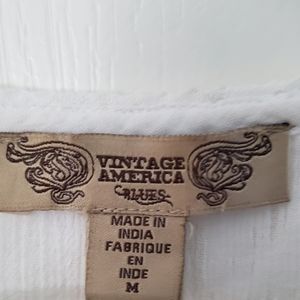 VINTAGE
AMERICA
BLUES
MADE IN
INDIA
FABRIQUE
EN
INDE
M